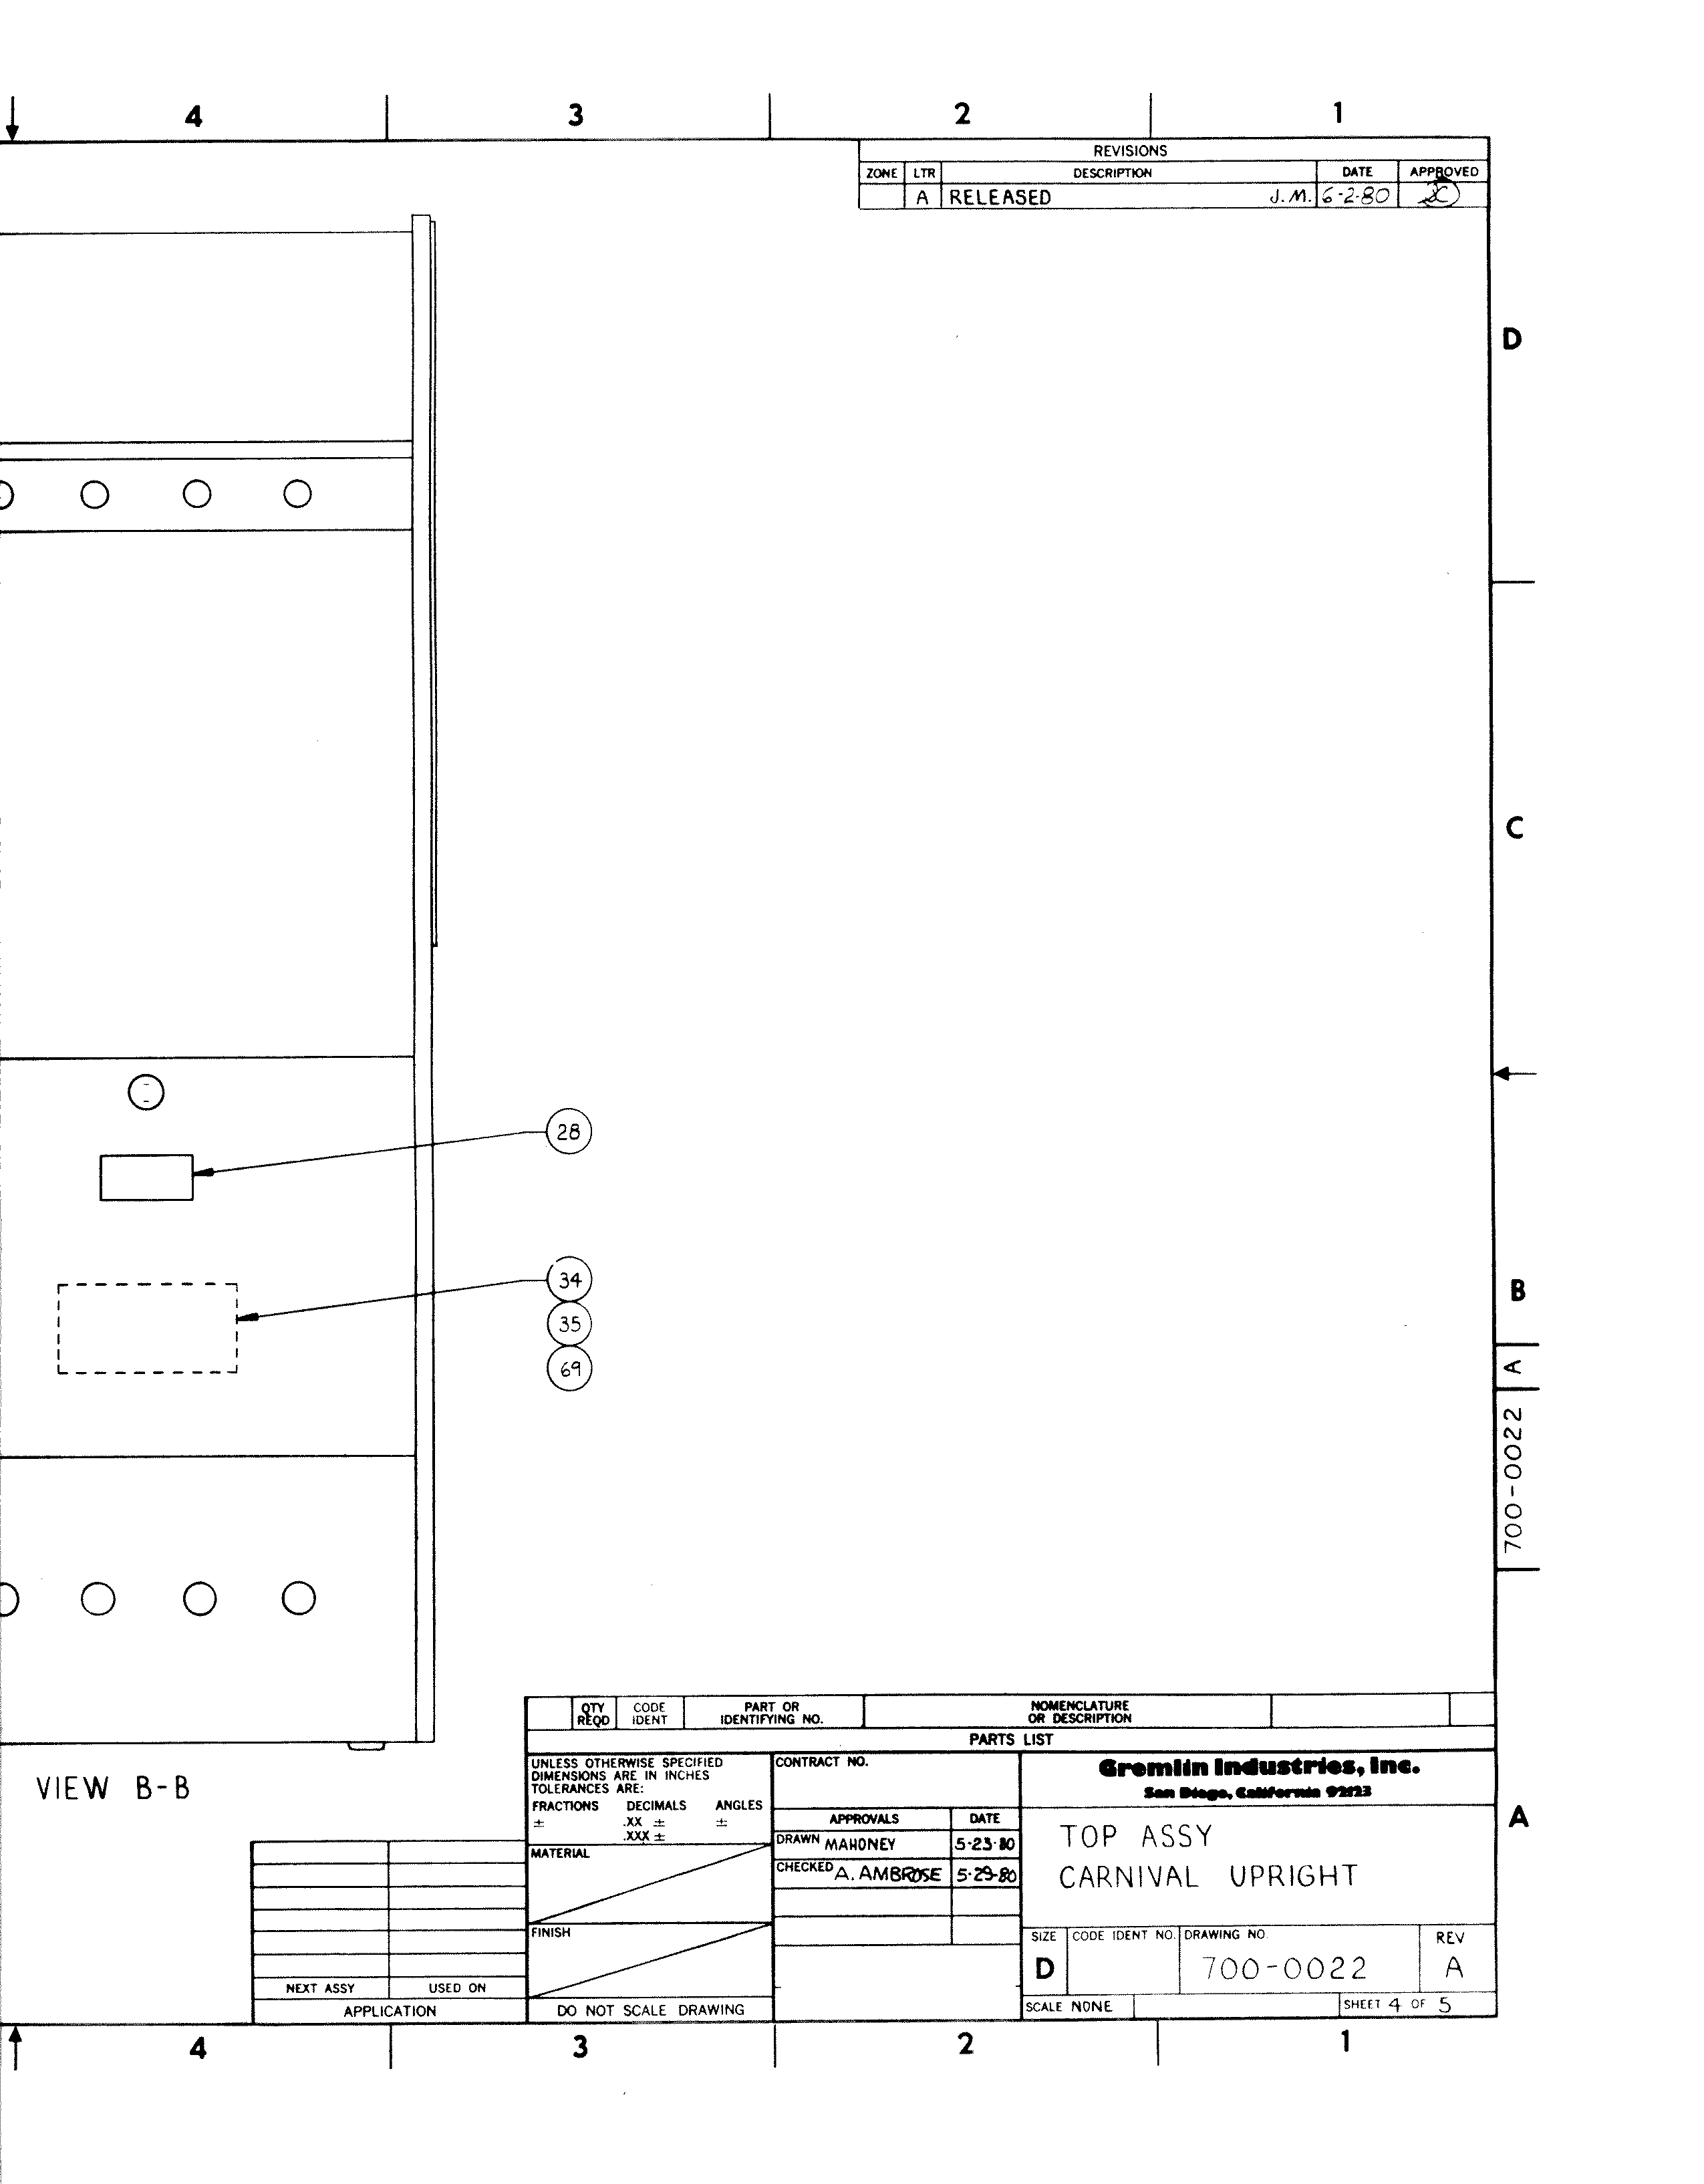 4 3 2 1
REVISIONS
ZONE LTR DESCRIPTION DATE APPROVED
A RELEASED J.M. 6-2-80
D
C
28
34
B
35
69
A
700-0022
QTY REQD CODE IDENT PART OR IDENTIFYING NO. NOMENCLATURE OR DESCRIPTION
PARTS LIST
VIEW B-B
UNLESS OTHERWISE SPECIFIED
DIMENSIONS ARE IN INCHES
TOLERANCES ARE:
FRACTIONS DECIMALS ANGLES
± .XX ± ±
.XXX ±
MATERIAL
FINISH
DO NOT SCALE DRAWING
NEXT ASSY USED ON
APPLICATION
CONTRACT NO.
APPROVALS DATE
DRAWN MAHONEY 5-23-80
CHECKED A. AMBROSE 5-29-80
Gremlin Industries, Inc.
San Diego, California 92123
TOP ASSY
CARNIVAL UPRIGHT
A
SIZE CODE IDENT NO. DRAWING NO. REV
D 700-0022 A
SCALE NONE SHEET 4 OF 5
4 3 2 1